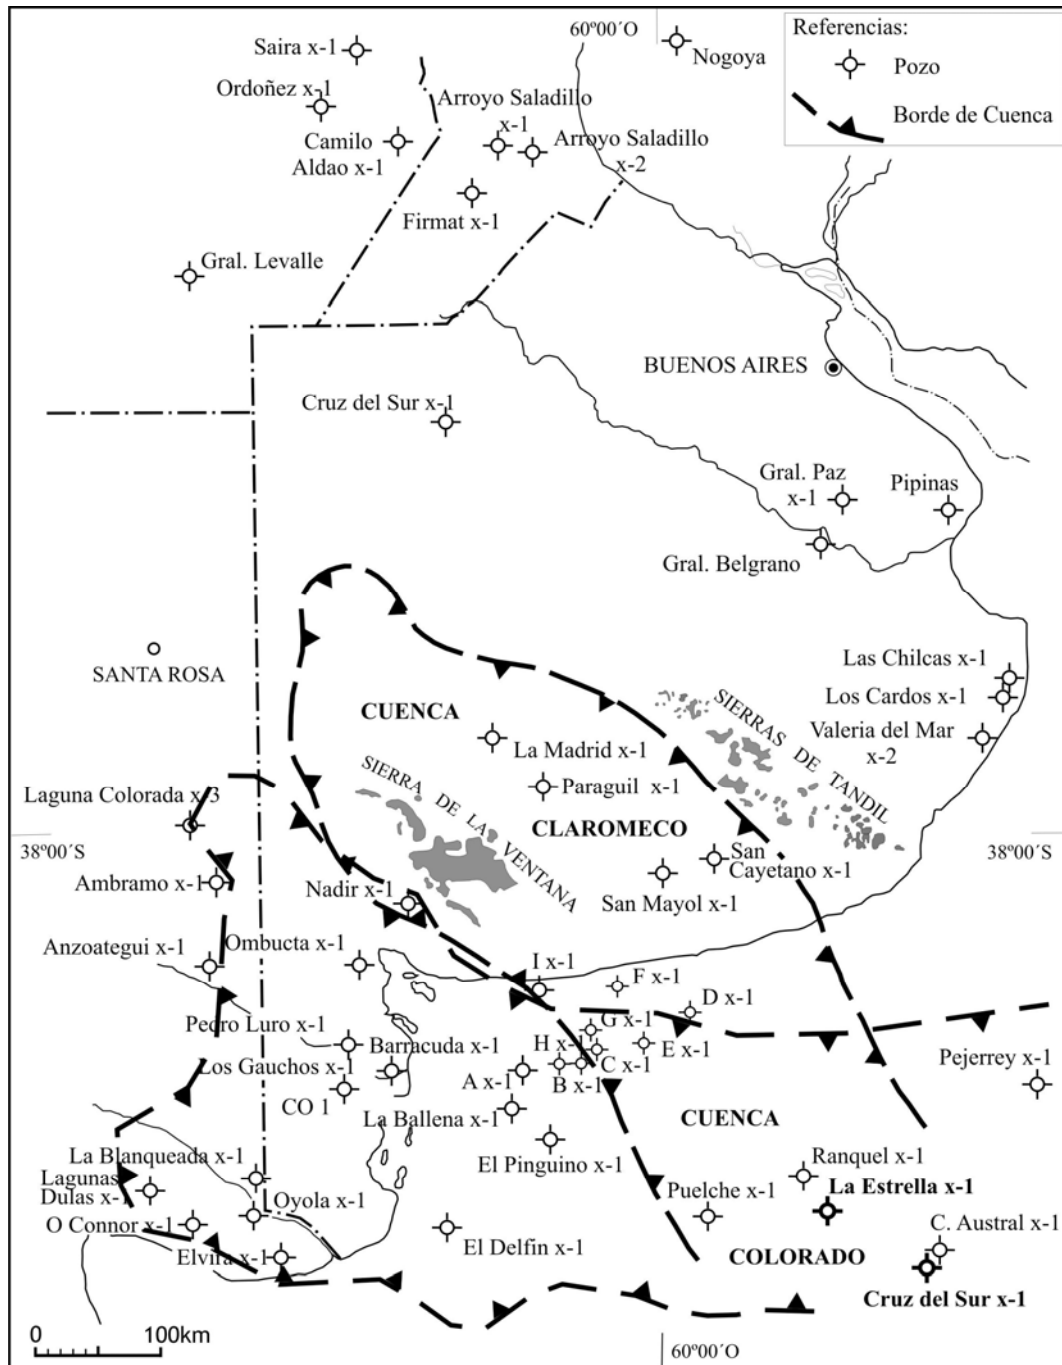 60º00´O
Referencias:
Pozo
Borde de Cuenca
Saira x-1
Nogoya
Ordoñez x-1
Arroyo Saladillo
x-1
Camilo
Aldao x-1
Arroyo Saladillo
x-2
Firmat x-1
Gral. Levalle
BUENOS AIRES
Cruz del Sur x-1
Gral. Paz
x-1
Pipinas
Gral. Belgrano
SANTA ROSA
Las Chilcas x-1
Los Cardos x-1
Valeria del Mar
x-2
SIERRAS DE TANDIL
CUENCA
La Madrid x-1
SIERRA DE LA VENTANA
Paraguil x-1
Laguna Colorada x-3
CLAROMECO
38º00´S
38º00´S
San
Cayetano x-1
Ambramo x-1
Nadir x-1
San Mayol x-1
Anzoategui x-1
Ombucta x-1
I x-1
F x-1
D x-1
Pedro Luro x-1
G x-1
Barracuda x-1
H x-1
E x-1
Pejerrey x-1
Los Gauchos x-1
A x-1
C x-1
B x-1
CO 1
La Ballena x-1
CUENCA
La Blanqueada x-1
El Pinguino x-1
Ranquel x-1
Lagunas
Dulas x-1
Puelche x-1
La Estrella x-1
O Connor x-1
Oyola x-1
C. Austral x-1
Elvira x-1
El Delfin x-1
COLORADO
Cruz del Sur x-1
0 100km
60º00´O